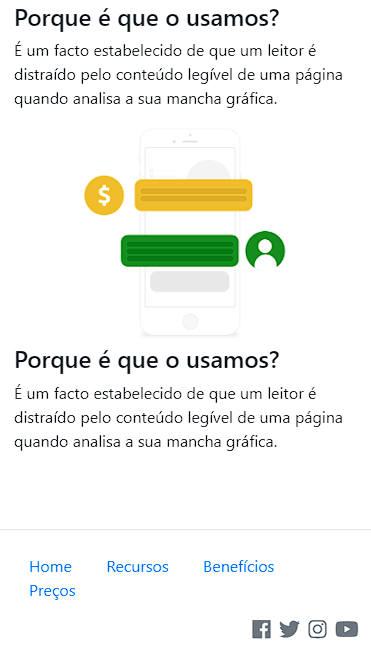 Porque é que o usamos?
É um facto estabelecido de que um leitor é
distraído pelo conteúdo legível de uma página
quando analisa a sua mancha gráfica.
$
Porque é que o usamos?
É um facto estabelecido de que um leitor é
distraído pelo conteúdo legível de uma página
quando analisa a sua mancha gráfica.
Home Recursos Benefícios
Preços